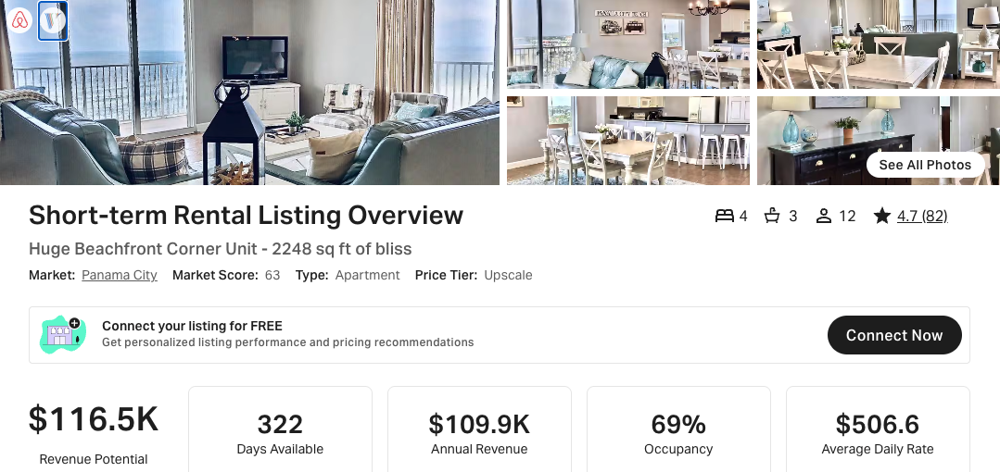 See All Photos
Short-term Rental Listing Overview
4 3 12 4.7 (82)
Huge Beachfront Corner Unit - 2248 sq ft of bliss
Market: Panama City Market Score: 63 Type: Apartment Price Tier: Upscale
Connect your listing for FREE
Get personalized listing performance and pricing recommendations
Connect Now
$116.5K
Revenue Potential
322
Days Available
$109.9K
Annual Revenue
69%
Occupancy
$506.6
Average Daily Rate